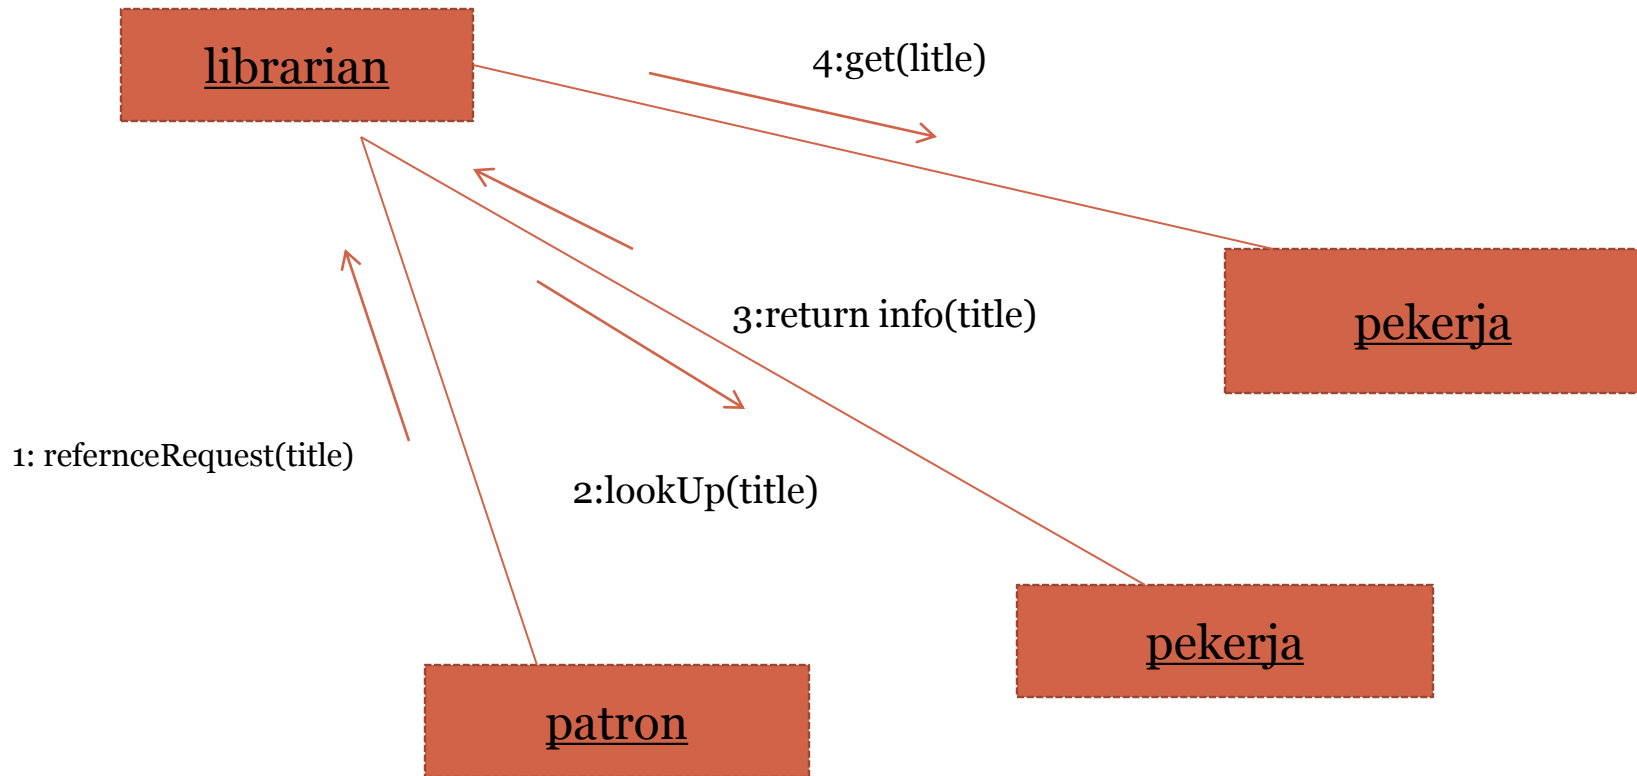 librarian
4:get(litle)
3:return info(title)
pekerja
1: refernceRequest(title)
2:lookUp(title)
pekerja
patron